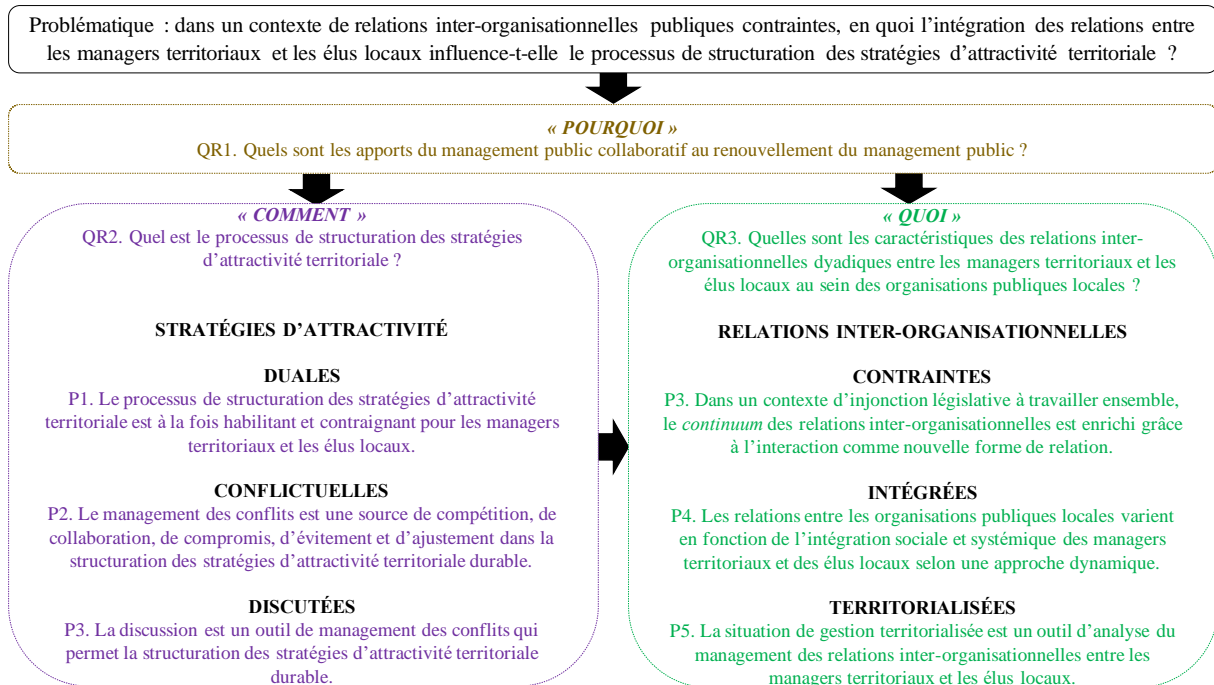 Problématique : dans un contexte de relations inter-organisationnelles publiques contraintes, en quoi l’intégration des relations entre
les managers territoriaux et les élus locaux influence-t-elle le processus de structuration des stratégies d’attractivité territoriale ?
« POURQUOI »
QR1. Quels sont les apports du management public collaboratif au renouvellement du management public ?
« COMMENT »
QR2. Quel est le processus de structuration des stratégies
d’attractivité territoriale ?
STRATÉGIES D’ATTRACTIVITÉ
DUALES
P1. Le processus de structuration des stratégies d’attractivité
territoriale est à la fois habilitant et contraignant pour les managers
territoriaux et les élus locaux.
CONFLICTUELLES
P2. Le management des conflits est une source de compétition, de
collaboration, de compromis, d’évitement et d’ajustement dans la
structuration des stratégies d’attractivité territoriale durable.
DISCUTÉES
P3. La discussion est un outil de management des conflits qui
permet la structuration des stratégies d’attractivité territoriale
durable.
« QUOI »
QR3. Quelles sont les caractéristiques des relations inter-
organisationnelles dyadiques entre les managers territoriaux et les
élus locaux au sein des organisations publiques locales ?
RELATIONS INTER-ORGANISATIONNELLES
CONTRAINTES
P3. Dans un contexte d’injonction législative à travailler ensemble,
le continuum des relations inter-organisationnelles est enrichi grâce
à l’interaction comme nouvelle forme de relation.
INTÉGRÉES
P4. Les relations entre les organisations publiques locales varient
en fonction de l’intégration sociale et systémique des managers
territoriaux et des élus locaux selon une approche dynamique.
TERRITORIALISÉES
P5. La situation de gestion territorialisée est un outil d’analyse du
management des relations inter-organisationnelles entre les
managers territoriaux et les élus locaux.